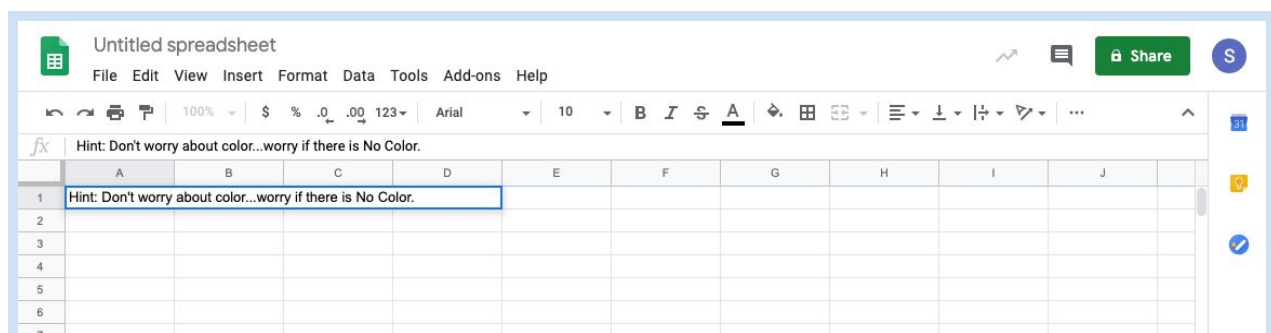 Untitled spreadsheet
File Edit View Insert Format Data Tools Add-ons Help
Share
S
100% $ % .0 .00 123 Arial 10 B I S A ...
31
fx Hint: Don't worry about color...worry if there is No Color.
A B C D E F G H I J
1 Hint: Don't worry about color...worry if there is No Color.
2
3
4
5
6